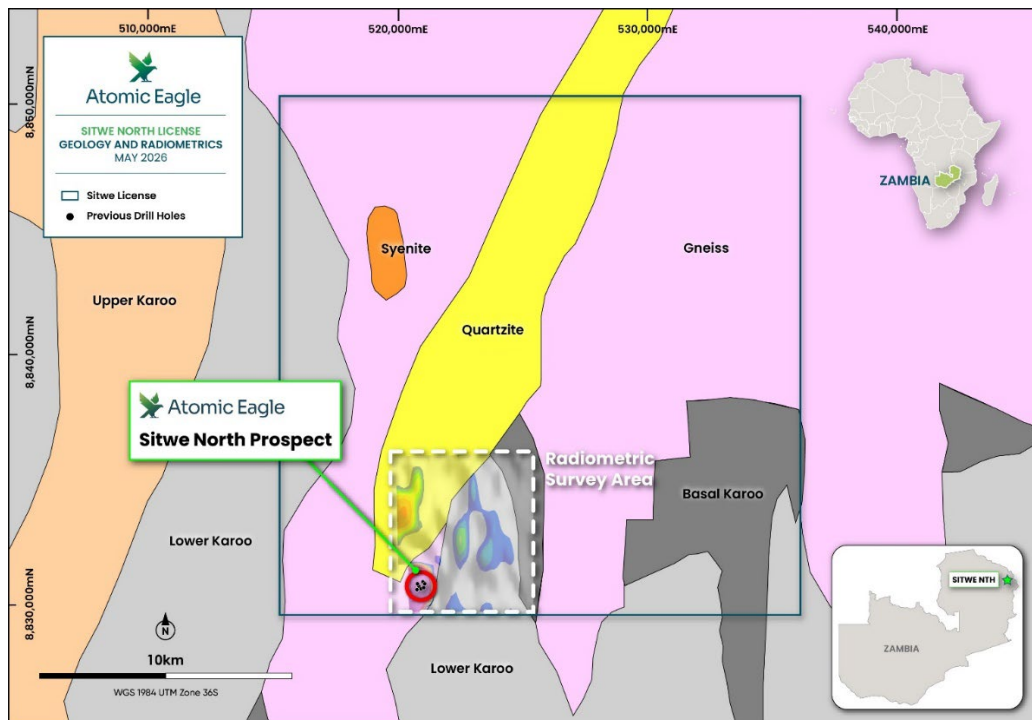 510,000mE
520,000mE
530,000mE
540,000mE
8,850,000mN
8,840,000mN
8,830,000mN
Atomic Eagle
SITWE NORTH LICENSE
GEOLOGY AND RADIOMETRICS
MAY 2026
Sitwe License
Previous Drill Holes
ZAMBIA
Syenite
Gneiss
Upper Karoo
Quartzite
Atomic Eagle
Sitwe North Prospect
Radiometric
Survey Area
Basal Karoo
Lower Karoo
Lower Karoo
SITWE NTH
ZAMBIA
N
10km
WGS 1984 UTM Zone 36S